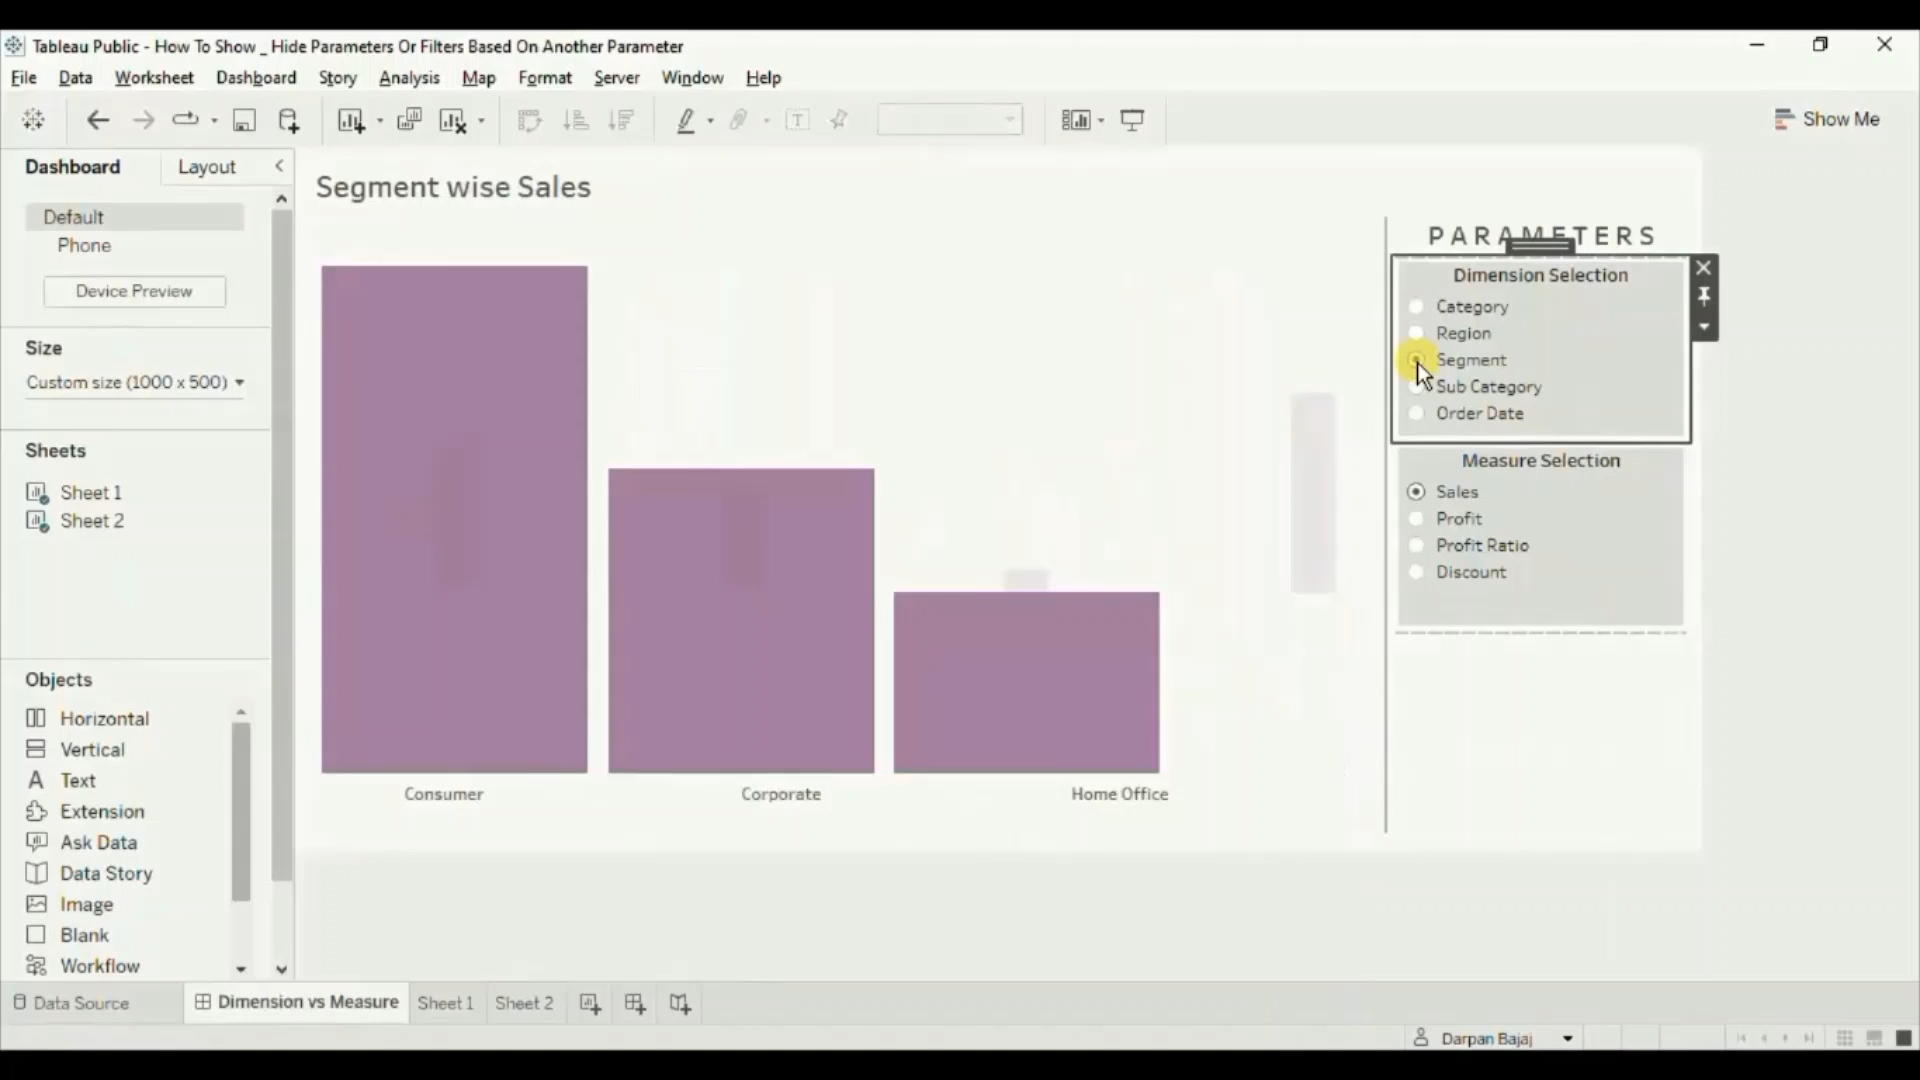 Tableau Public - How To Show _ Hide Parameters Or Filters Based On Another Parameter
File Data Worksheet Dashboard Story Analysis Map Format Server Window Help
Show Me
Dashboard Layout
Default
Phone
Device Preview
Size
Custom size (1000 x 500)
Sheets
Sheet 1
Sheet 2
Objects
Horizontal
Vertical
Text
Extension
Ask Data
Data Story
Image
Blank
Workflow
Segment wise Sales
Consumer Corporate Home Office
PARAMETERS
Dimension Selection
Category
Region
Segment
Sub Category
Order Date
Measure Selection
Sales
Profit
Profit Ratio
Discount
Data Source Dimension vs Measure Sheet 1 Sheet 2
Darpan Bajaj